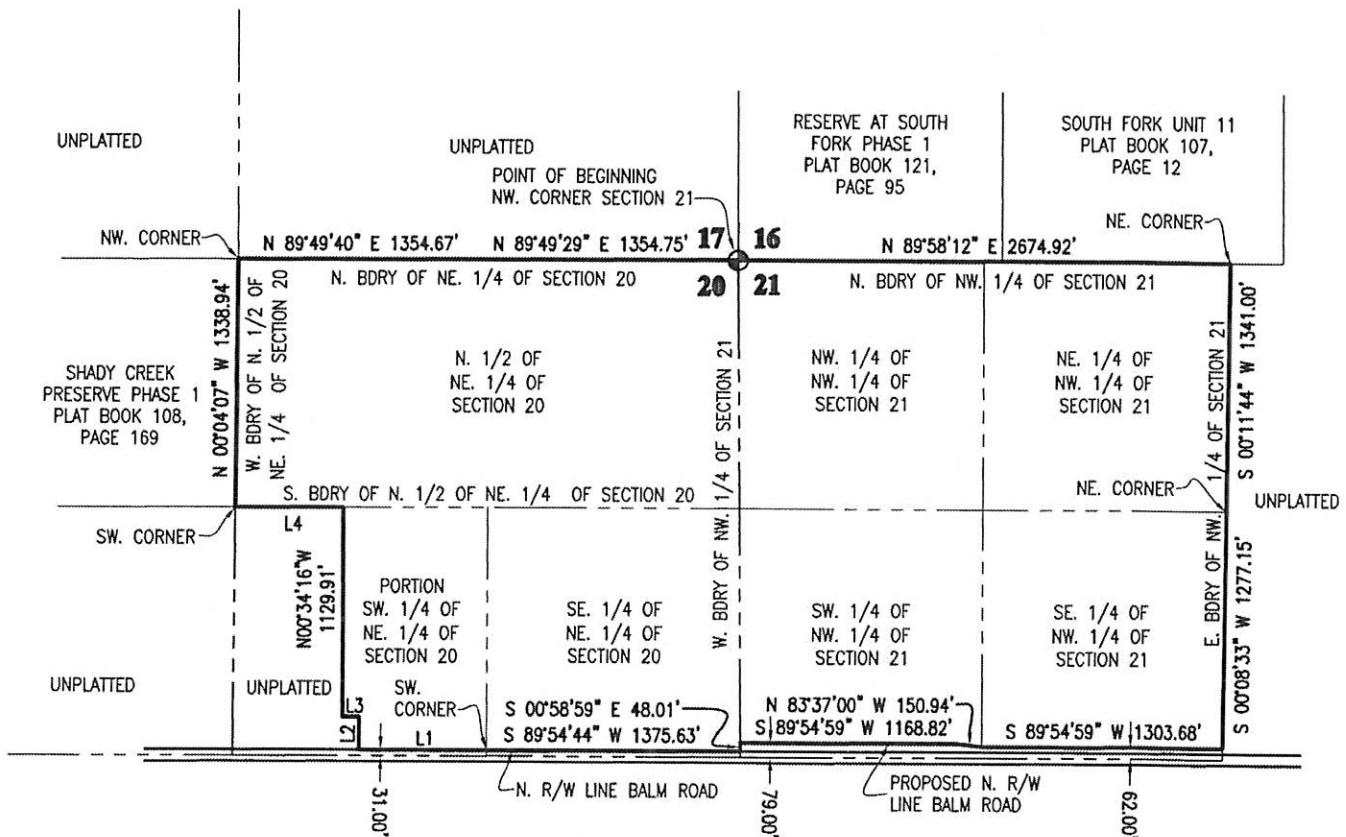 UNPLATTED
UNPLATTED
POINT OF BEGINNING
NW. CORNER SECTION 21
RESERVE AT SOUTH
FORK PHASE 1
PLAT BOOK 121,
PAGE 95
SOUTH FORK UNIT 11
PLAT BOOK 107,
PAGE 12
NW. CORNER
NE. CORNER
N 89°49'40" E 1354.67'
N 89°49'29" E 1354.75'
17 16
N 89°58'12" E 2674.92'
N. BDRY OF NE. 1/4 OF SECTION 20
20 21
N. BDRY OF NW. 1/4 OF SECTION 21
N 00°04'07" W 1338.94'
W. BDRY OF N. 1/2 OF
NE. 1/4 OF SECTION 20
SHADY CREEK
PRESERVE PHASE 1
PLAT BOOK 108,
PAGE 169
N. 1/2 OF
NE. 1/4 OF
SECTION 20
W. BDRY OF NW. 1/4 OF SECTION 21
NW. 1/4 OF
NW. 1/4 OF
SECTION 21
NE. 1/4 OF
NW. 1/4 OF
SECTION 21
E. BDRY OF NW. 1/4 OF SECTION 21
S 00°11'44" W 1341.00'
S. BDRY OF N. 1/2 OF NE. 1/4 OF SECTION 20
NE. CORNER
UNPLATTED
SW. CORNER
L4
N00°34'16"W
1129.91'
PORTION
SW. 1/4 OF
NE. 1/4 OF
SECTION 20
SE. 1/4 OF
NE. 1/4 OF
SECTION 20
SW. 1/4 OF
NW. 1/4 OF
SECTION 21
SE. 1/4 OF
NW. 1/4 OF
SECTION 21
S 00°08'33" W 1277.15'
UNPLATTED
UNPLATTED
L3
L2
L1
SW.
CORNER
S 00°58'59" E 48.01'
S 89°54'44" W 1375.63'
N 83°37'00" W 150.94'
S 89°54'59" W 1168.82'
S 89°54'59" W 1303.68'
N. R/W LINE BALM ROAD
PROPOSED N. R/W
LINE BALM ROAD
31.00'
79.00'
62.00'